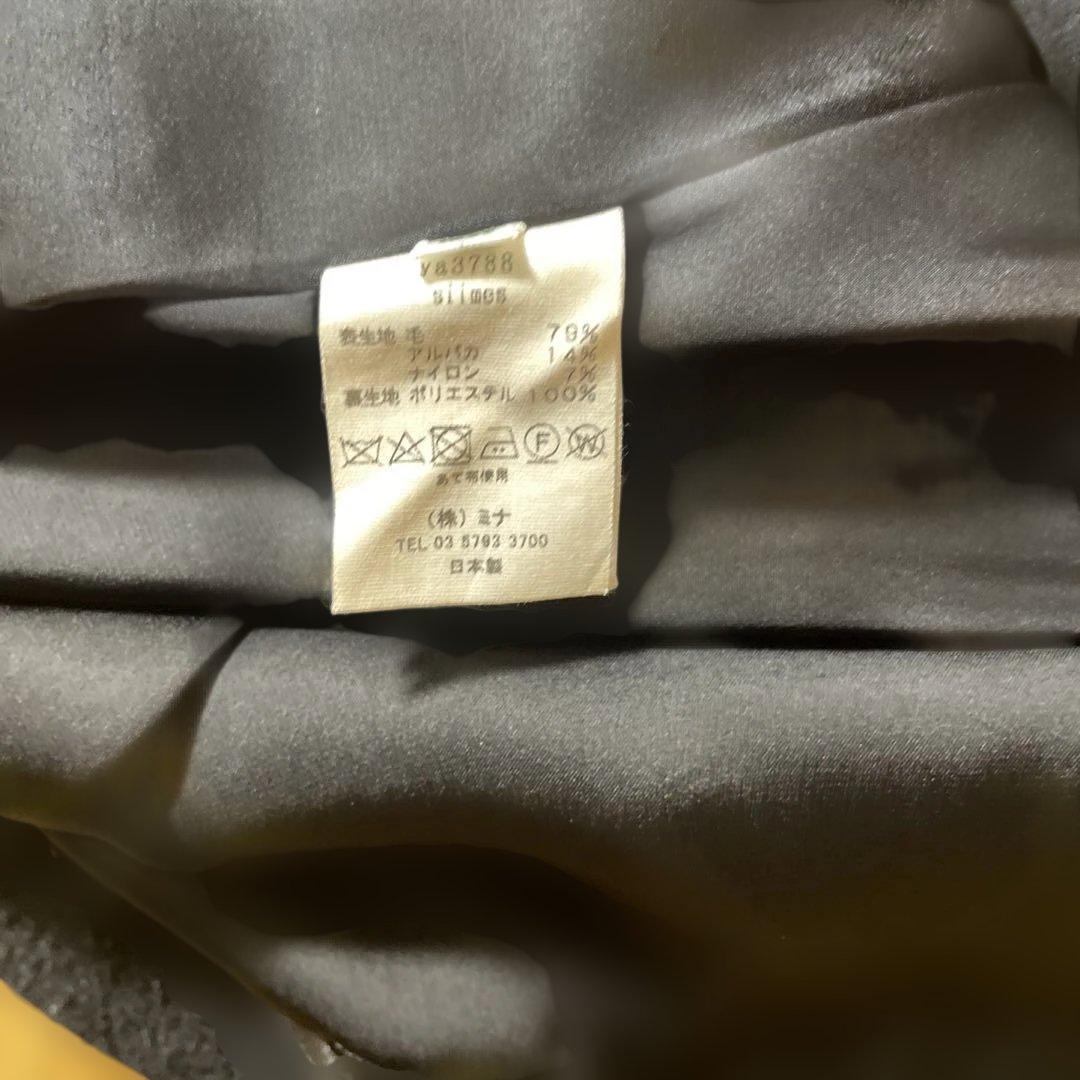 ya3788
表生地 毛 79%
アルパカ 14%
ナイロン 7%
裏生地 ポリエステル 100%
F W
あて布使用
(株) ミナ
TEL 03 5793 3700
日本製